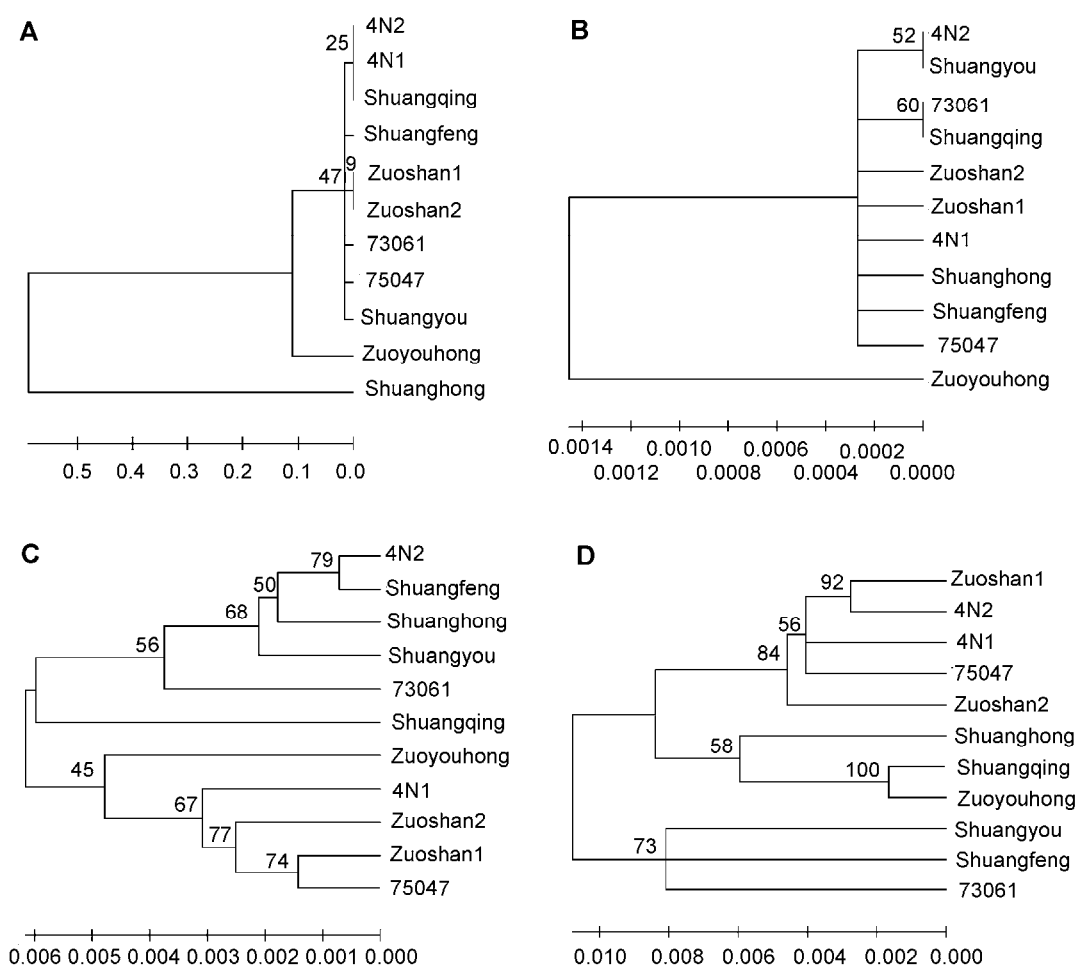 A
4N2
25
4N1
Shuangqing
Shuangfeng
9
47
Zuoshan1
Zuoshan2
73061
75047
Shuangyou
Zuoyouhong
Shuanghong
0.5 0.4 0.3 0.2 0.1 0.0
B
52
4N2
Shuangyou
60
73061
Shuangqing
Zuoshan2
Zuoshan1
4N1
Shuanghong
Shuangfeng
75047
Zuoyouhong
0.0014 0.0010 0.0006 0.0002
0.0012 0.0008 0.0004 0.0000
C
79
4N2
50
Shuangfeng
68
Shuanghong
56
Shuangyou
73061
Shuangqing
Zuoyouhong
45
4N1
67
Zuoshan2
77
Zuoshan1
74
75047
0.006 0.005 0.004 0.003 0.002 0.001 0.000
D
Zuoshan1
92
4N2
56
4N1
84
75047
Zuoshan2
Shuanghong
58
Shuangqing
100
Zuoyouhong
Shuangyou
73
Shuangfeng
73061
0.010 0.008 0.006 0.004 0.002 0.000